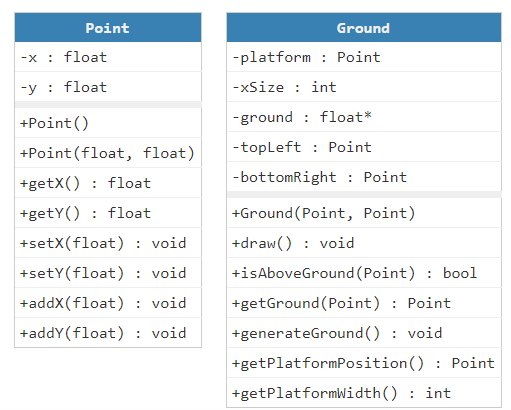 Point
-x : float
-y : float
+Point()
+Point(float, float)
+getX() : float
+getY() : float
+setX(float) : void
+setY(float) : void
+addX(float) : void
+addY(float) : void
Ground
-platform : Point
-xSize : int
-ground : float*
-topLeft : Point
-bottomRight : Point
+Ground(Point, Point)
+draw() : void
+isAboveGround(Point) : bool
+getGround(Point) : Point
+generateGround() : void
+getPlatformPosition() : Point
+getPlatformWidth() : int